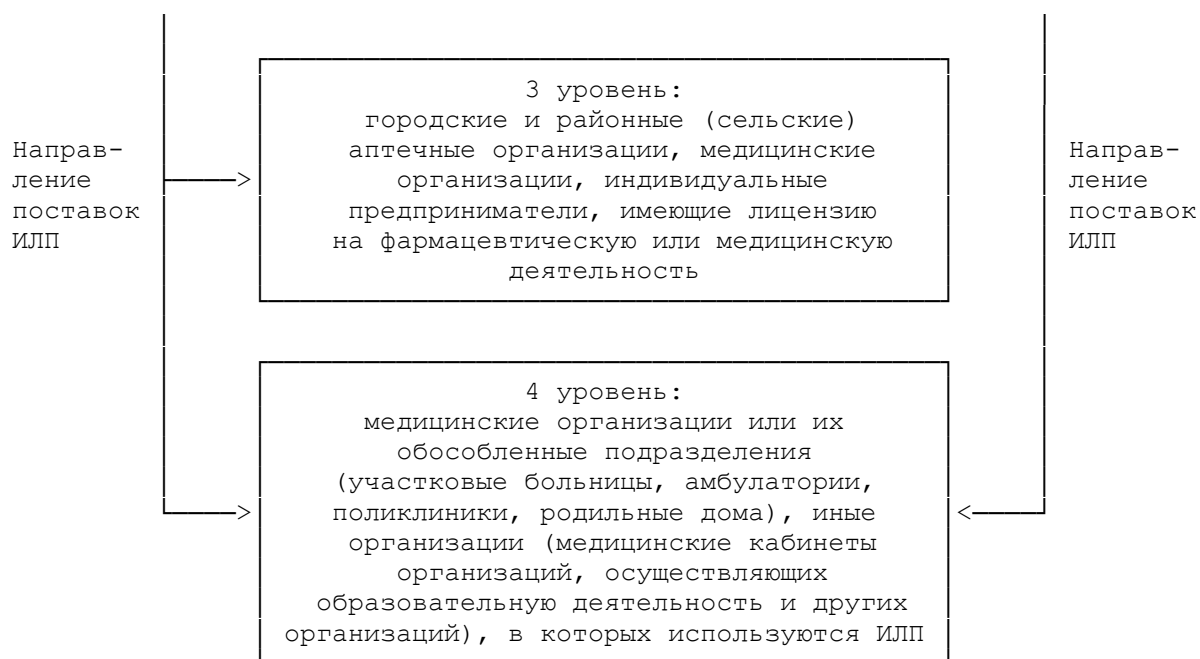 3 уровень:
городские и районные (сельские)
аптечные организации, медицинские
организации, индивидуальные
предприниматели, имеющие лицензию
на фармацевтическую или медицинскую
деятельность
Направ-
ление
поставок
ИЛП
Направ-
ление
поставок
ИЛП
4 уровень:
медицинские организации или их
обособленные подразделения
(участковые больницы, амбулатории,
поликлиники, родильные дома), иные
организации (медицинские кабинеты
организаций, осуществляющих
образовательную деятельность и других
организаций), в которых используются ИЛП